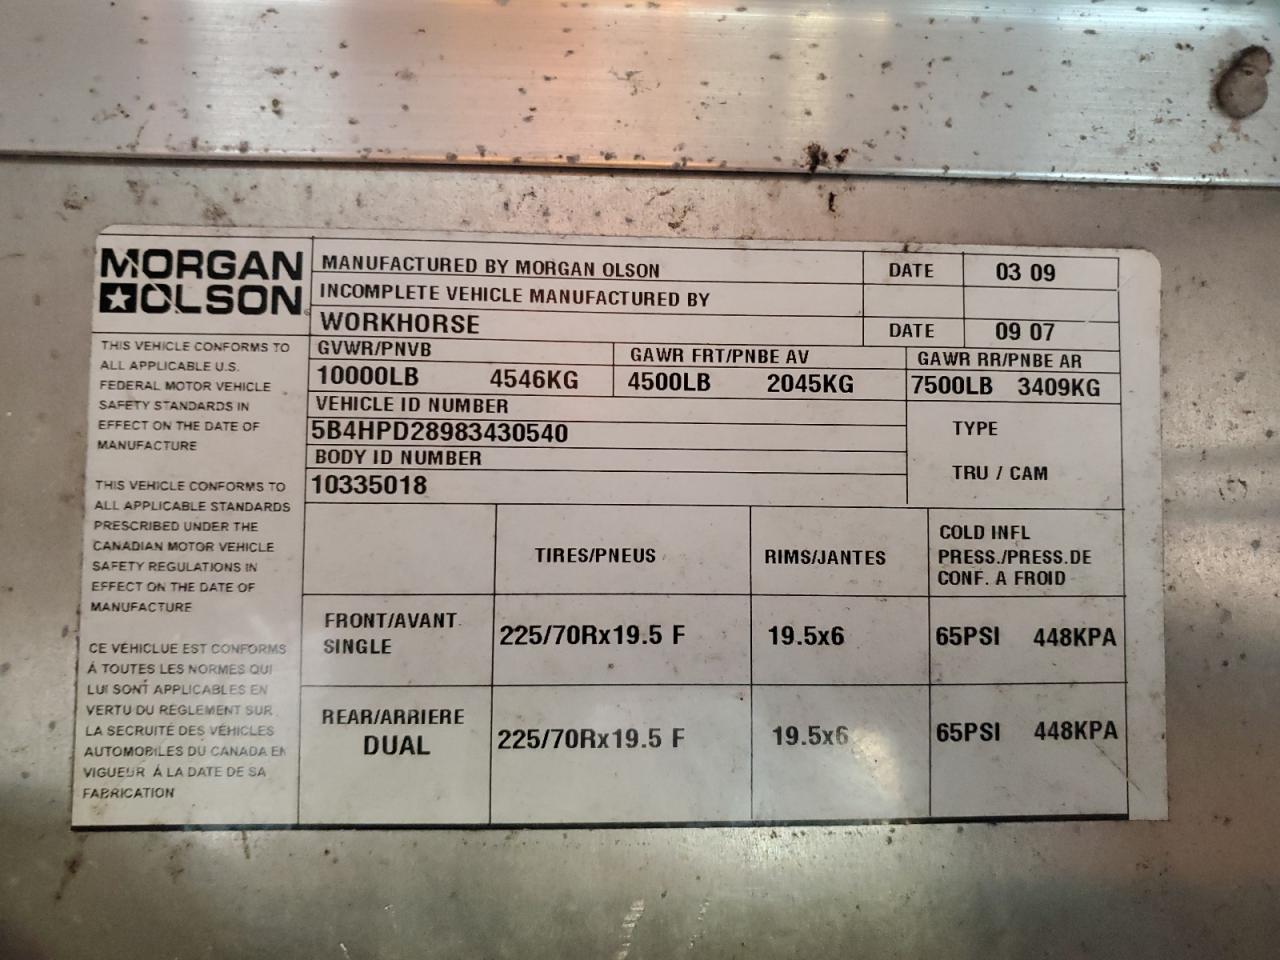 MORGAN
OLSON
MANUFACTURED BY MORGAN OLSON DATE 03 09
INCOMPLETE VEHICLE MANUFACTURED BY
WORKHORSE DATE 09 07
GVWR/PNVB GAWR FRT/PNBE AV GAWR RR/PNBE AR
10000LB 4546KG 4500LB 2045KG 7500LB 3409KG
VEHICLE ID NUMBER
5B4HPD28983430540
BODY ID NUMBER
10335018
TYPE
TRU / CAM
THIS VEHICLE CONFORMS TO
ALL APPLICABLE U.S.
FEDERAL MOTOR VEHICLE
SAFETY STANDARDS IN
EFFECT ON THE DATE OF
MANUFACTURE
THIS VEHICLE CONFORMS TO
ALL APPLICABLE STANDARDS
PRESCRIBED UNDER THE
CANADIAN MOTOR VEHICLE
SAFETY REGULATIONS IN
EFFECT ON THE DATE OF
MANUFACTURE
CE VÉHICLUE EST CONFORMS
Á TOUTES LES NORMES QUI
LUI SONT APPLICABLES EN
VERTU DU RÉGLEMENT SUR
LA SECRUITÉ DES VÉHICLES
AUTOMOBILES DU CANADA EN
VIGUEUR Á LA DATE DE SA
FABRICATION
TIRES/PNEUS RIMS/JANTES
COLD INFL
PRESS./PRESS.DE
CONF. A FROID
FRONT/AVANT
SINGLE
225/70Rx19.5 F 19.5x6 65PSI 448KPA
REAR/ARRIERE
DUAL
225/70Rx19.5 F 19.5x6 65PSI 448KPA